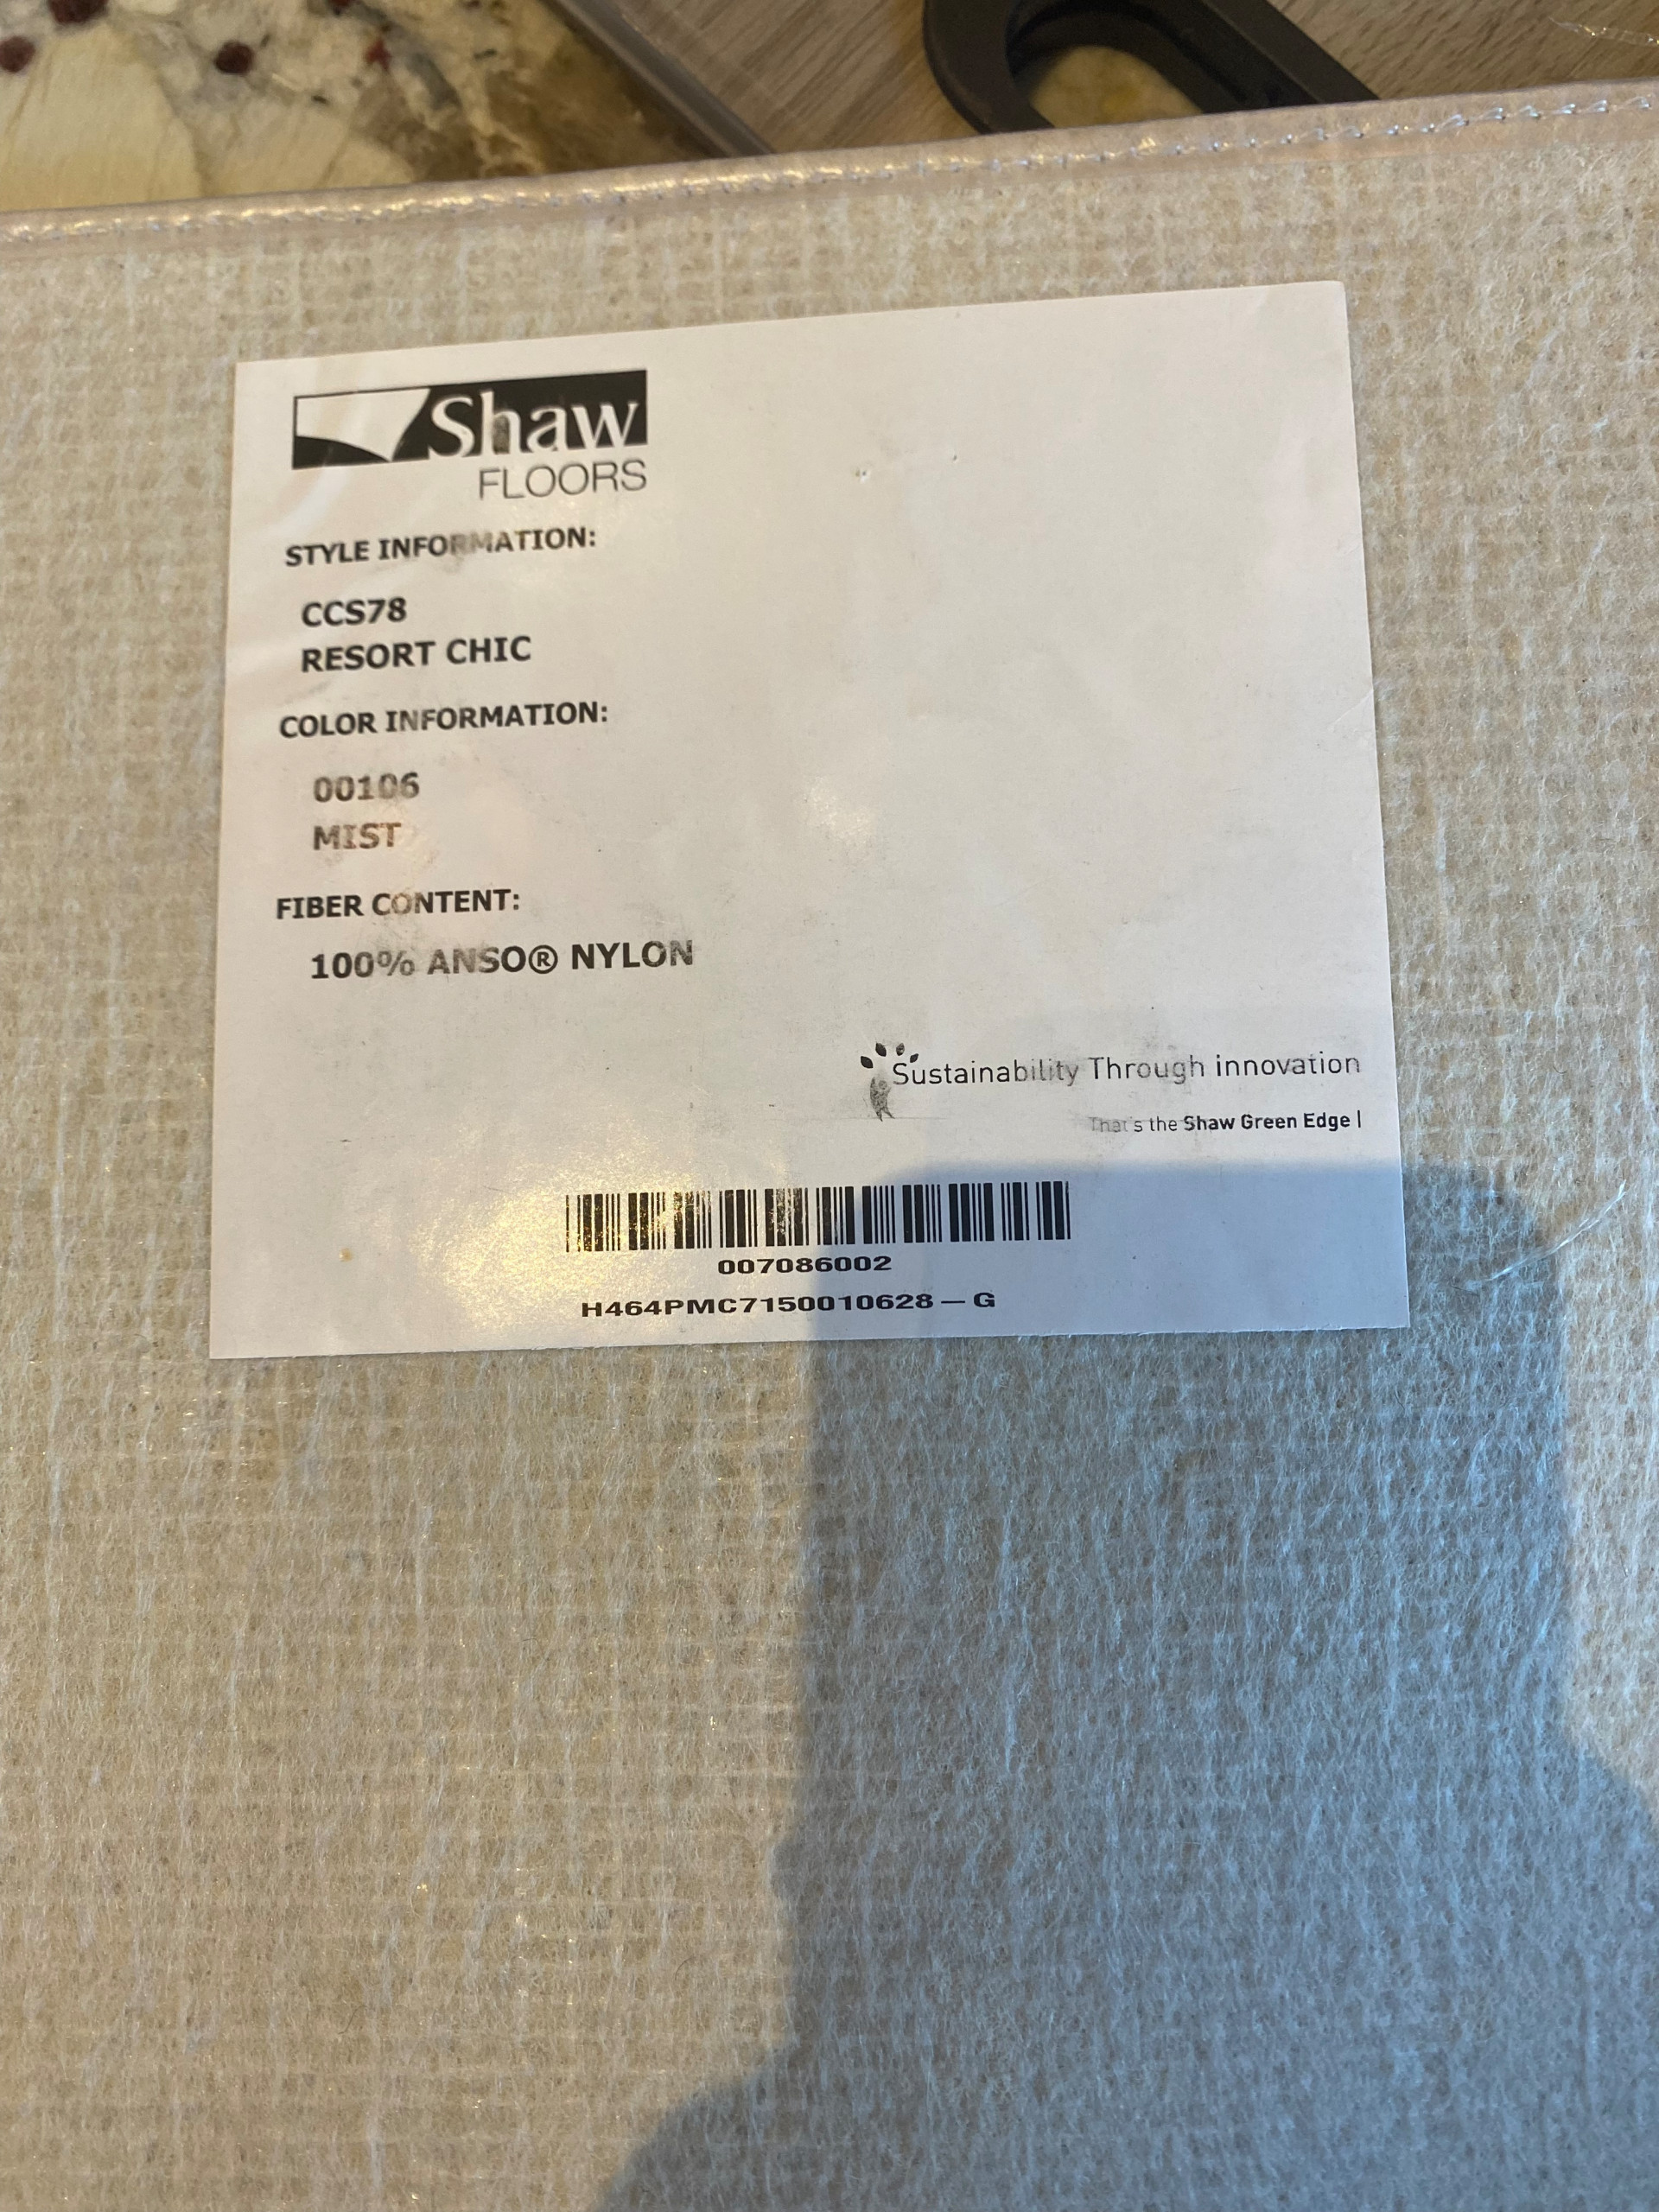 Shaw
FLOORS
STYLE INFORMATION:
CCS78
RESORT CHIC
COLOR INFORMATION:
00106
MIST
FIBER CONTENT:
100% ANSO® NYLON
Sustainability Through innovation
That's the Shaw Green Edge |
007086002
H464PMC7150010628 – G